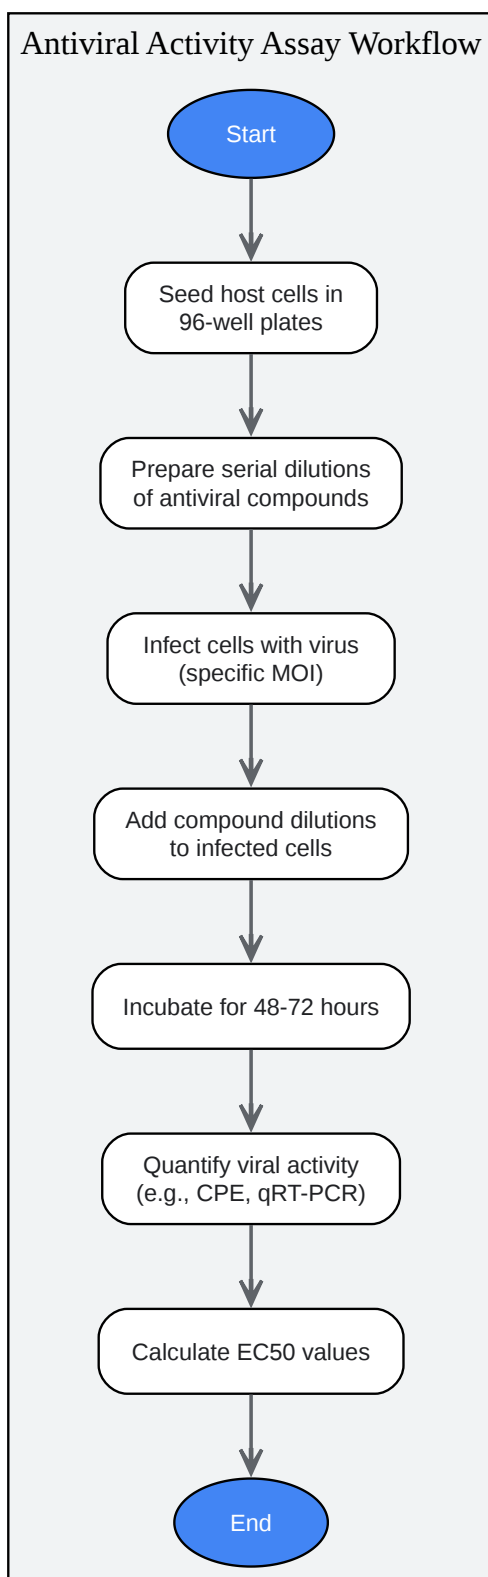 Antiviral Activity Assay Workflow
Start
Seed host cells in
96-well plates
Prepare serial dilutions
of antiviral compounds
Infect cells with virus
(specific MOI)
Add compound dilutions
to infected cells
Incubate for 48-72 hours
Quantify viral activity
(e.g., CPE, qRT-PCR)
Calculate EC50 values
End